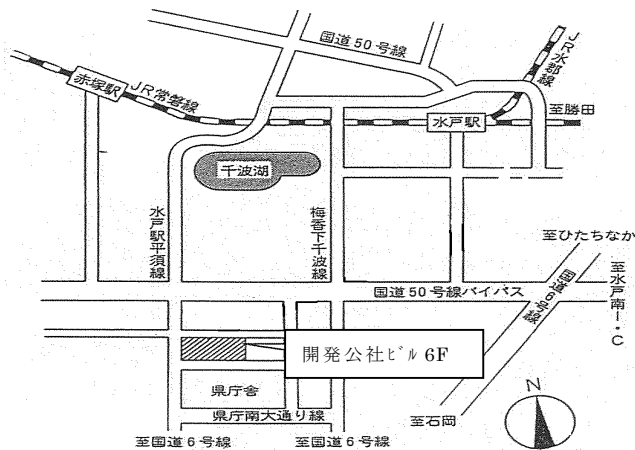 国道50号線
JR水郡線
赤塚駅
JR常磐線
至勝田
水戸駅
千波湖
水戸駅平須線
梅香下千波線
至ひたちなか
国道50号線バイパス
国道6号線
至水戸南I・C
開発公社ビル6F
県庁舎
県庁南大通り線
至石岡
N
至国道6号線
至国道6号線